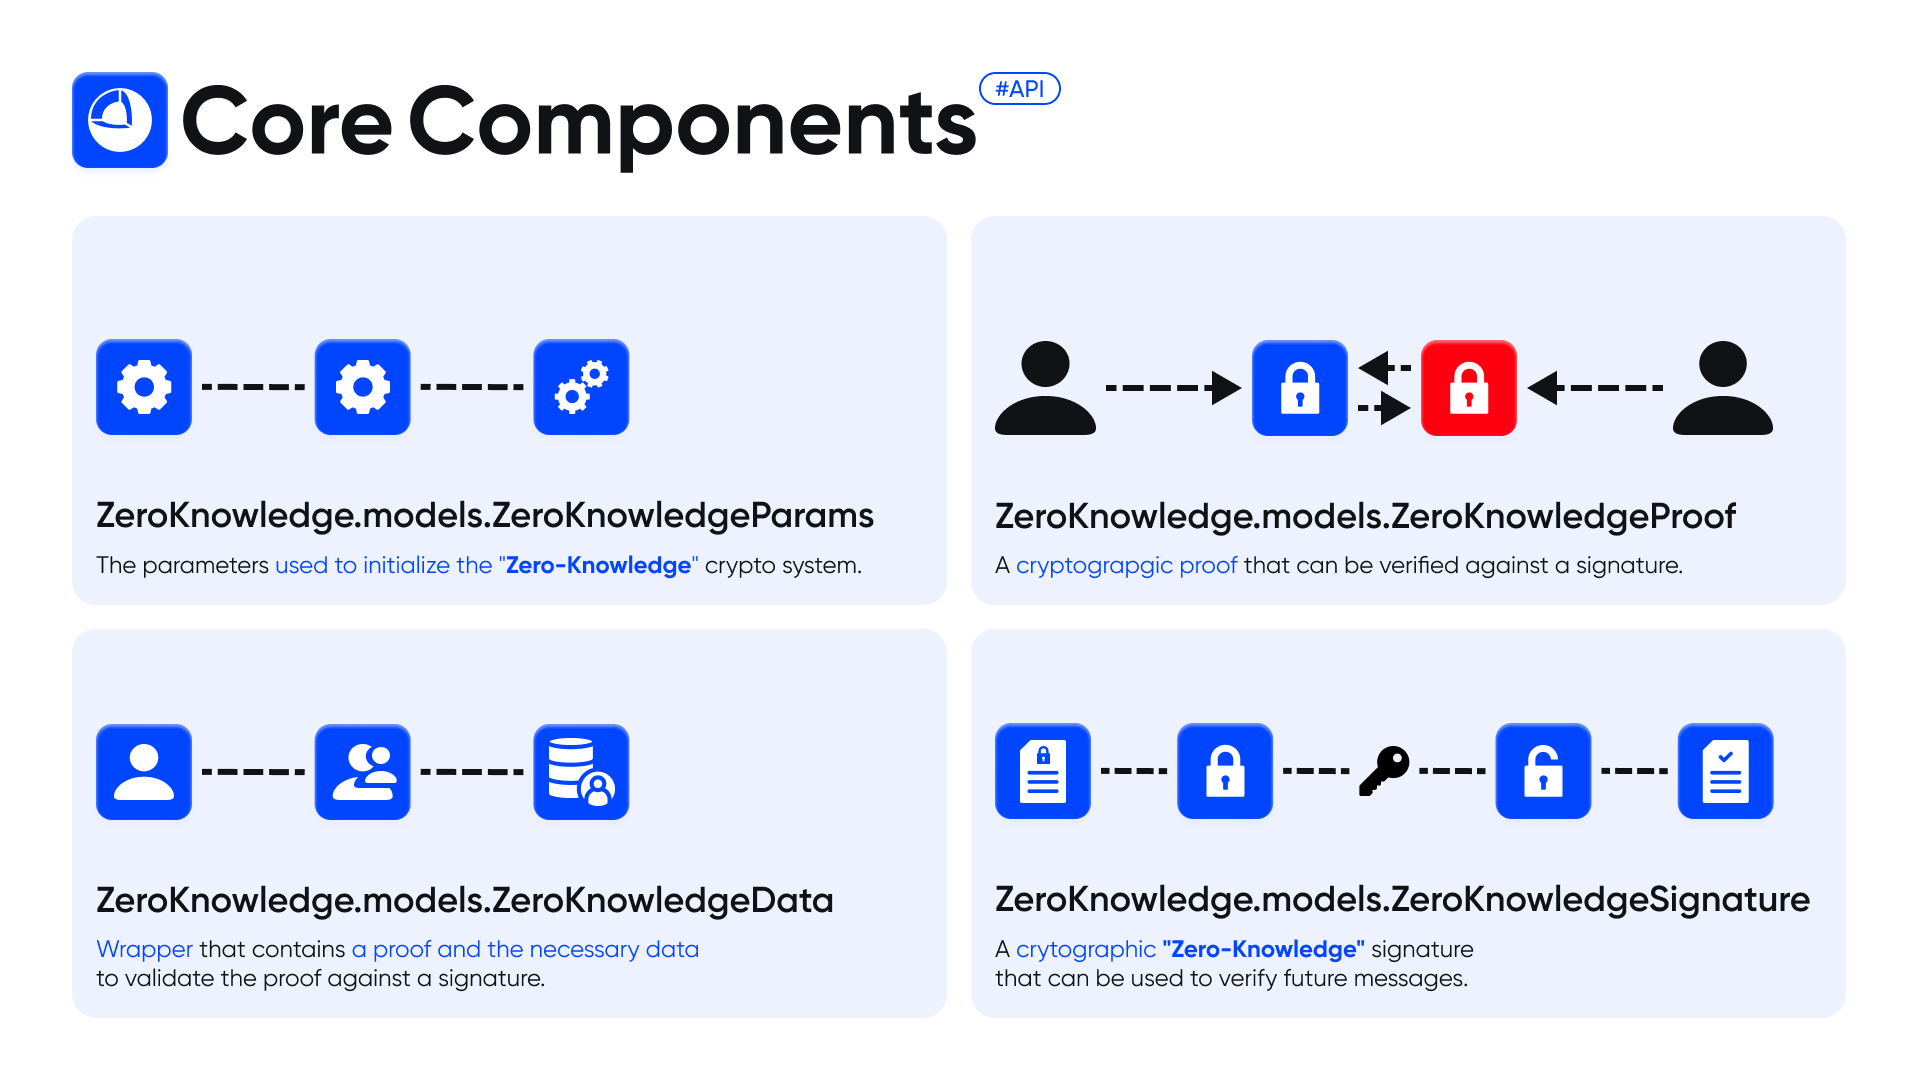 Core Components
#API
ZeroKnowledge.models.ZeroKnowledgeParams
The parameters used to initialize the "Zero-Knowledge" crypto system.
ZeroKnowledge.models.ZeroKnowledgeProof
A cryptograpgic proof that can be verified against a signature.
ZeroKnowledge.models.ZeroKnowledgeData
Wrapper that contains a proof and the necessary data
to validate the proof against a signature.
ZeroKnowledge.models.ZeroKnowledgeSignature
A crytographic "Zero-Knowledge" signature
that can be used to verify future messages.